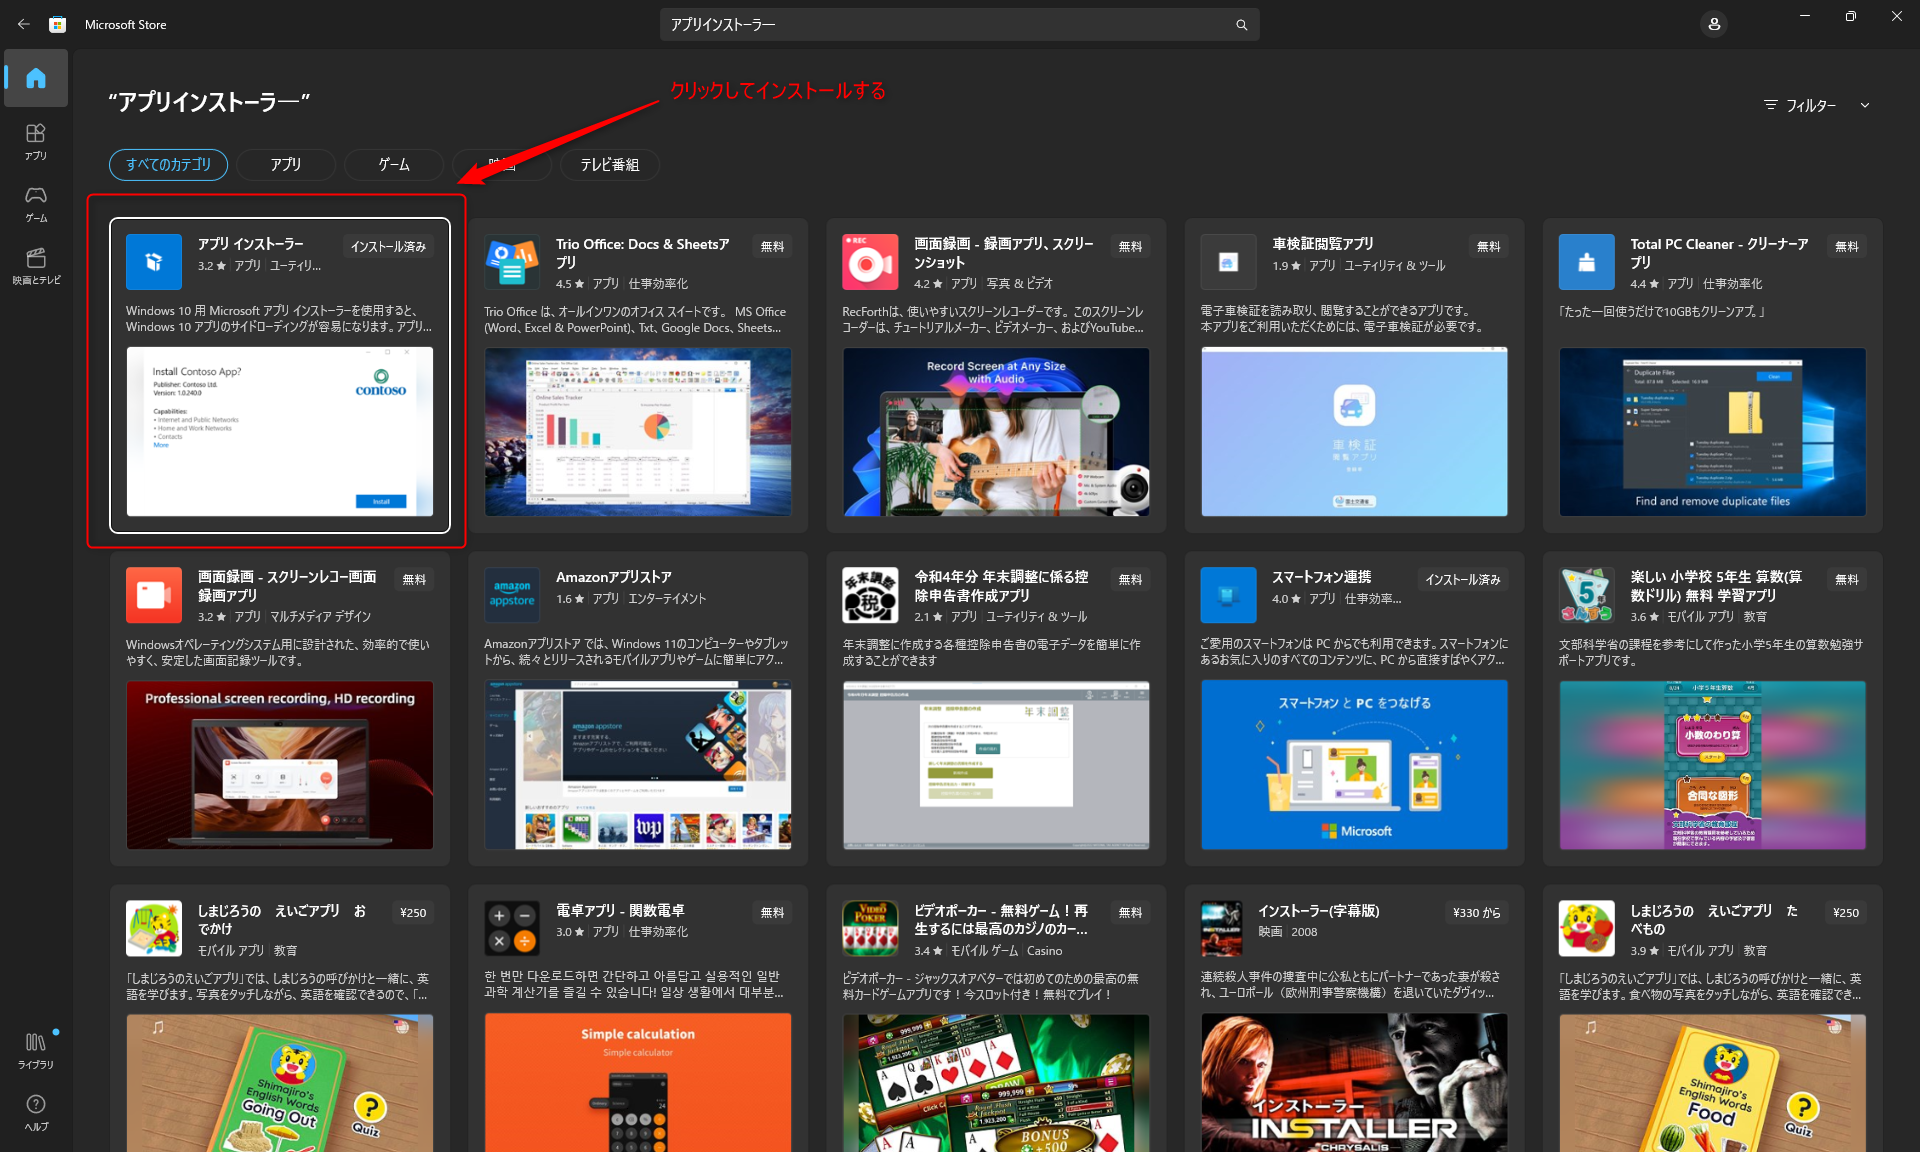 Microsoft Store
アプリインストーラー
ホーム
アプリ
ゲーム
映画とテレビ
ライブラリ
ヘルプ
“アプリインストーラー”
クリックしてインストールする
フィルター
すべてのカテゴリ
アプリ
ゲーム
テレビ番組
アプリ インストーラー
インストール済み
3.2 ★ アプリ ユーティリ...
Windows 10 用 Microsoft アプリ インストーラーを使用すると、
Windows 10 アプリのサイドローディングが容易になります。アプリ...
Install Contoso App?
Publisher: Contoso Ltd.
Version: 1.0.240.0
Capabilities:
• Internet and Public Networks
• Home and Work Networks
• Contacts
More
contoso
Install
Trio Office: Docs & Sheetsア
プリ
無料
4.5 ★ アプリ 仕事効率化
Trio Office は、オールインワンのオフィス スイートです。 MS Office
(Word, Excel & PowerPoint)、Txt、Google Docs、Sheets...
Online Sales Tracker
画面録画 - 録画アプリ、スクリー
ンショット
無料
REC
4.2 ★ アプリ 写真 & ビデオ
RecForthは、使いやすいスクリーンレコーダーです。このスクリーンレ
コーダーは、チュートリアルメーカー、ビデオメーカー、およびYouTube...
Record Screen at Any Size
with Audio
車検証閲覧アプリ
無料
1.9 ★ アプリ ユーティリティ & ツール
電子車検証を読み取り、閲覧することができるアプリです。
本アプリをご利用いただくためには、電子車検証が必要です。
車検証
閲覧アプリ
国土交通省
Total PC Cleaner - クリーナーア
プリ
無料
4.4 ★ アプリ 仕事効率化
「たった一回使うだけで10GBもクリーンアプ。」
Duplicate Files
Find and remove duplicate files
画面録画 - スクリーンレコー画面
録画アプリ
無料
3.2 ★ アプリ マルチメディア デザイン
Windowsオペレーティングシステム用に設計された、効率的で使い
やすく、安定した画面記録ツールです。
Professional screen recording, HD recording
amazon
appstore
Amazonアプリストア
1.6 ★ アプリ エンターテイメント
Amazonアプリストア では、Windows 11のコンピューターやタブレッ
トから、続々とリリースされるモバイルアプリやゲームに簡単にアク...
amazon appstore
年末調整
税
令和4年分 年末調整に係る控
除申告書作成アプリ
無料
2.1 ★ アプリ ユーティリティ & ツール
年末調整に作成する各種控除申告書の電子データを簡単に作
成することができます
年末調整
スマートフォン連携
インストール済み
4.0 ★ アプリ 仕事効率...
ご愛用のスマートフォンは PC からでも利用できます。スマートフォンに
あるお気に入りのすべてのコンテンツに、PC から直接すばやくアク...
スマートフォン と PC をつなげる
Microsoft
楽しい 小学校 5年生 算数(算
数ドリル) 無料 学習アプリ
無料
3.6 ★ モバイル アプリ 教育
文部科学省の課程を参考にして作った小学5年生の算数勉強サ
ポートアプリです。
小学5年生算数
小数のわり算
スタート
合同な図形
しまじろうの えいごアプリ お
でかけ
¥250
モバイル アプリ 教育
「しまじろうのえいごアプリ」では、しまじろうの呼びかけと一緒に、英
語を学びます。写真をタッチしながら、英語を確認できるので、「...
Shimajiro's
English Words
Going Out
Quiz
電卓アプリ - 関数電卓
無料
3.0 ★ アプリ 仕事効率化
한 번만 다운로드하면 간단하고 아름답고 실용적인 일반
과학 계산기를 즐길 수 있습니다! 일상 생활에서 대부분...
Simple calculation
Simple calculator
VIDEO
POKER
ビデオポーカー - 無料ゲーム！再
生するには最高のカジノのカー...
無料
3.4 ★ モバイル ゲーム Casino
ビデオポーカー - ジャックスオアベターでは初めてのための最高の無
料カードゲームアプリです！今スロット付き！無料でプレイ！
999,999
Royal Flush
Jackpot
1,923,200
DRAW
BONUS
+500
INSTALLER
インストーラー(字幕版)
¥330 から
映画 2008
連続殺人事件の捜査中に公私ともにパートナーであった妻が殺さ
れ、ユーロポール（欧州刑事警察機構）を退いていたダヴィッ...
インストーラー
INSTALLER
CHRYSALIS
しまじろうの えいごアプリ た
べもの
¥250
3.9 ★ モバイル アプリ 教育
「しまじろうのえいごアプリ」では、しまじろうの呼びかけと一緒に、英
語を学びます。食べ物の写真をタッチしながら、英語を確認でき...
Shimajiro's
English Words
Food
Quiz